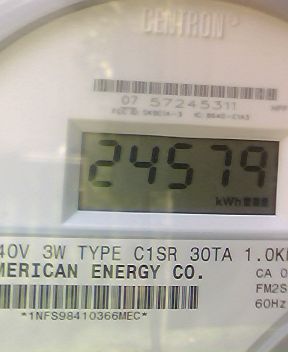 CENTRON
07 57245311
24579
kWh
40V 3W TYPE C1SR 30TA 1.0K
MERICAN ENERGY CO.
CA 0
FM2S
60Hz
*1NFS98410366MEC*